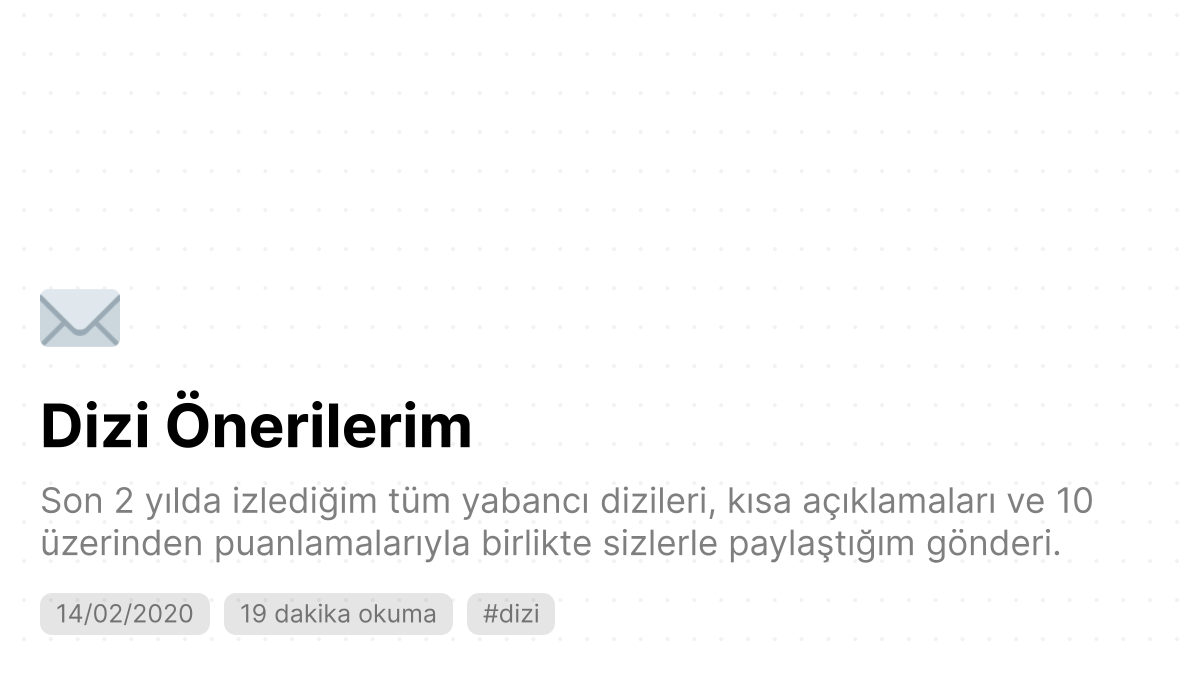 Dizi Önerilerim
Son 2 yılda izlediğim tüm yabancı dizileri, kısa açıklamaları ve 10
üzerinden puanlamalarıyla birlikte sizlerle paylaştığım gönderi.
14/02/2020 19 dakika okuma #dizi